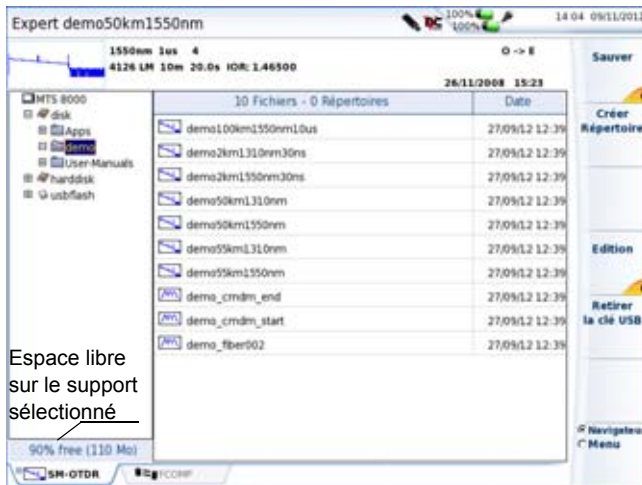 Expert demo50km1550nm
DC 100% 100%
14:04 09/11/2012
1550nm 1us 4
O -> E
4126 LM 10m 20.0s IOR: 1.46500
26/11/2008 15:23
MTS 8000
disk
Apps
demo
User-Manuals
harddisk
usbflash
10 Fichiers - 0 Répertoires
Date
demo100km1550nm10us 27/09/12 12:39
demo2km1310nm30ns 27/09/12 12:39
demo2km1550nm30ns 27/09/12 12:39
demo50km1310nm 27/09/12 12:39
demo50km1550nm 27/09/12 12:39
demo55km1310nm 27/09/12 12:39
demo55km1550nm 27/09/12 12:39
demo_cmdm_end 27/09/12 12:39
demo_cmdm_start 27/09/12 12:39
demo_fiber002 27/09/12 12:39
Espace libre
sur le support
sélectionné
90% free (110 Mo)
SM-OTDR
FCOMP
Sauver
Créer
Répertoire
Edition
Retirer
la clé USB
Navigateur
Menu